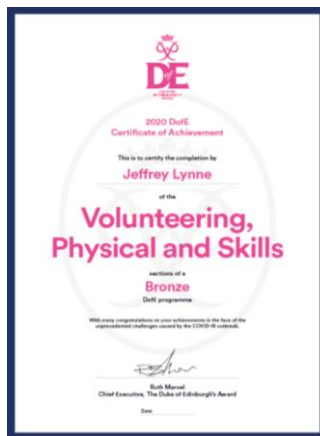 DofE
2020 DofE
Certificate of Achievement
This is to certify the completion by
Jeffrey Lynne
of the
Volunteering,
Physical and Skills
sections of a
Bronze
DofE programme
With many congratulations on your achievements in the face of the
unprecedented challenges caused by the COVID-19 outbreak.
Ruth Marvel
Chief Executive, The Duke of Edinburgh's Award
Date